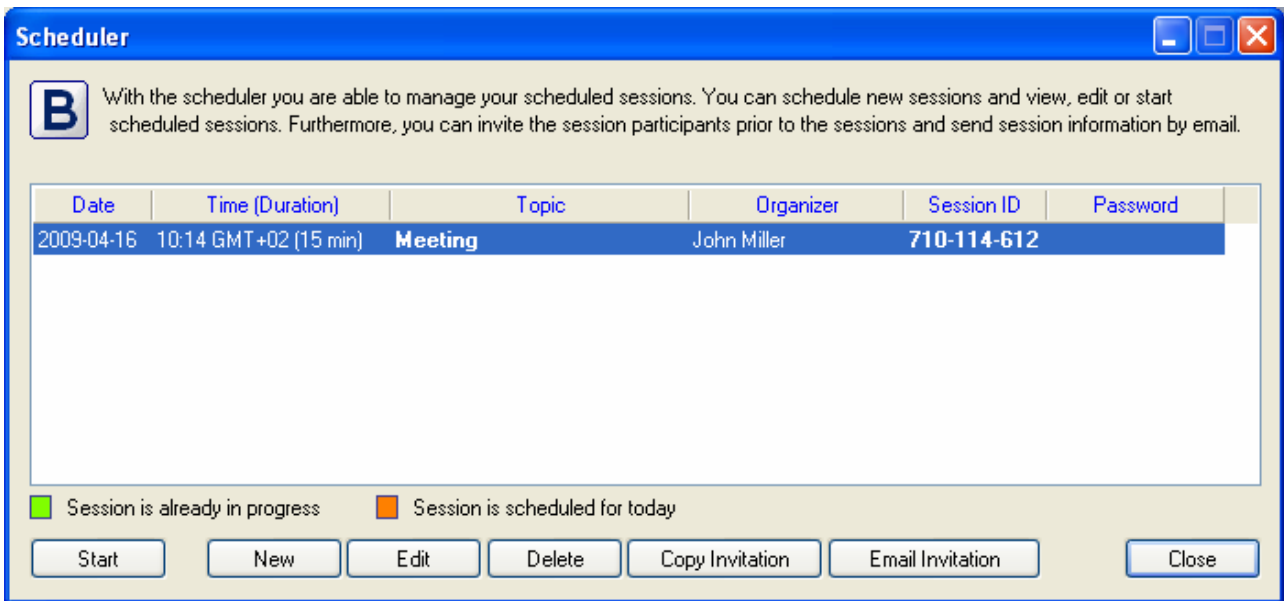 Scheduler
B
With the scheduler you are able to manage your scheduled sessions. You can schedule new sessions and view, edit or start
scheduled sessions. Furthermore, you can invite the session participants prior to the sessions and send session information by email.
Date Time (Duration) Topic Organizer Session ID Password
2009-04-16 10:14 GMT+02 (15 min) Meeting John Miller 710-114-612
Session is already in progress Session is scheduled for today
Start New Edit Delete Copy Invitation Email Invitation Close